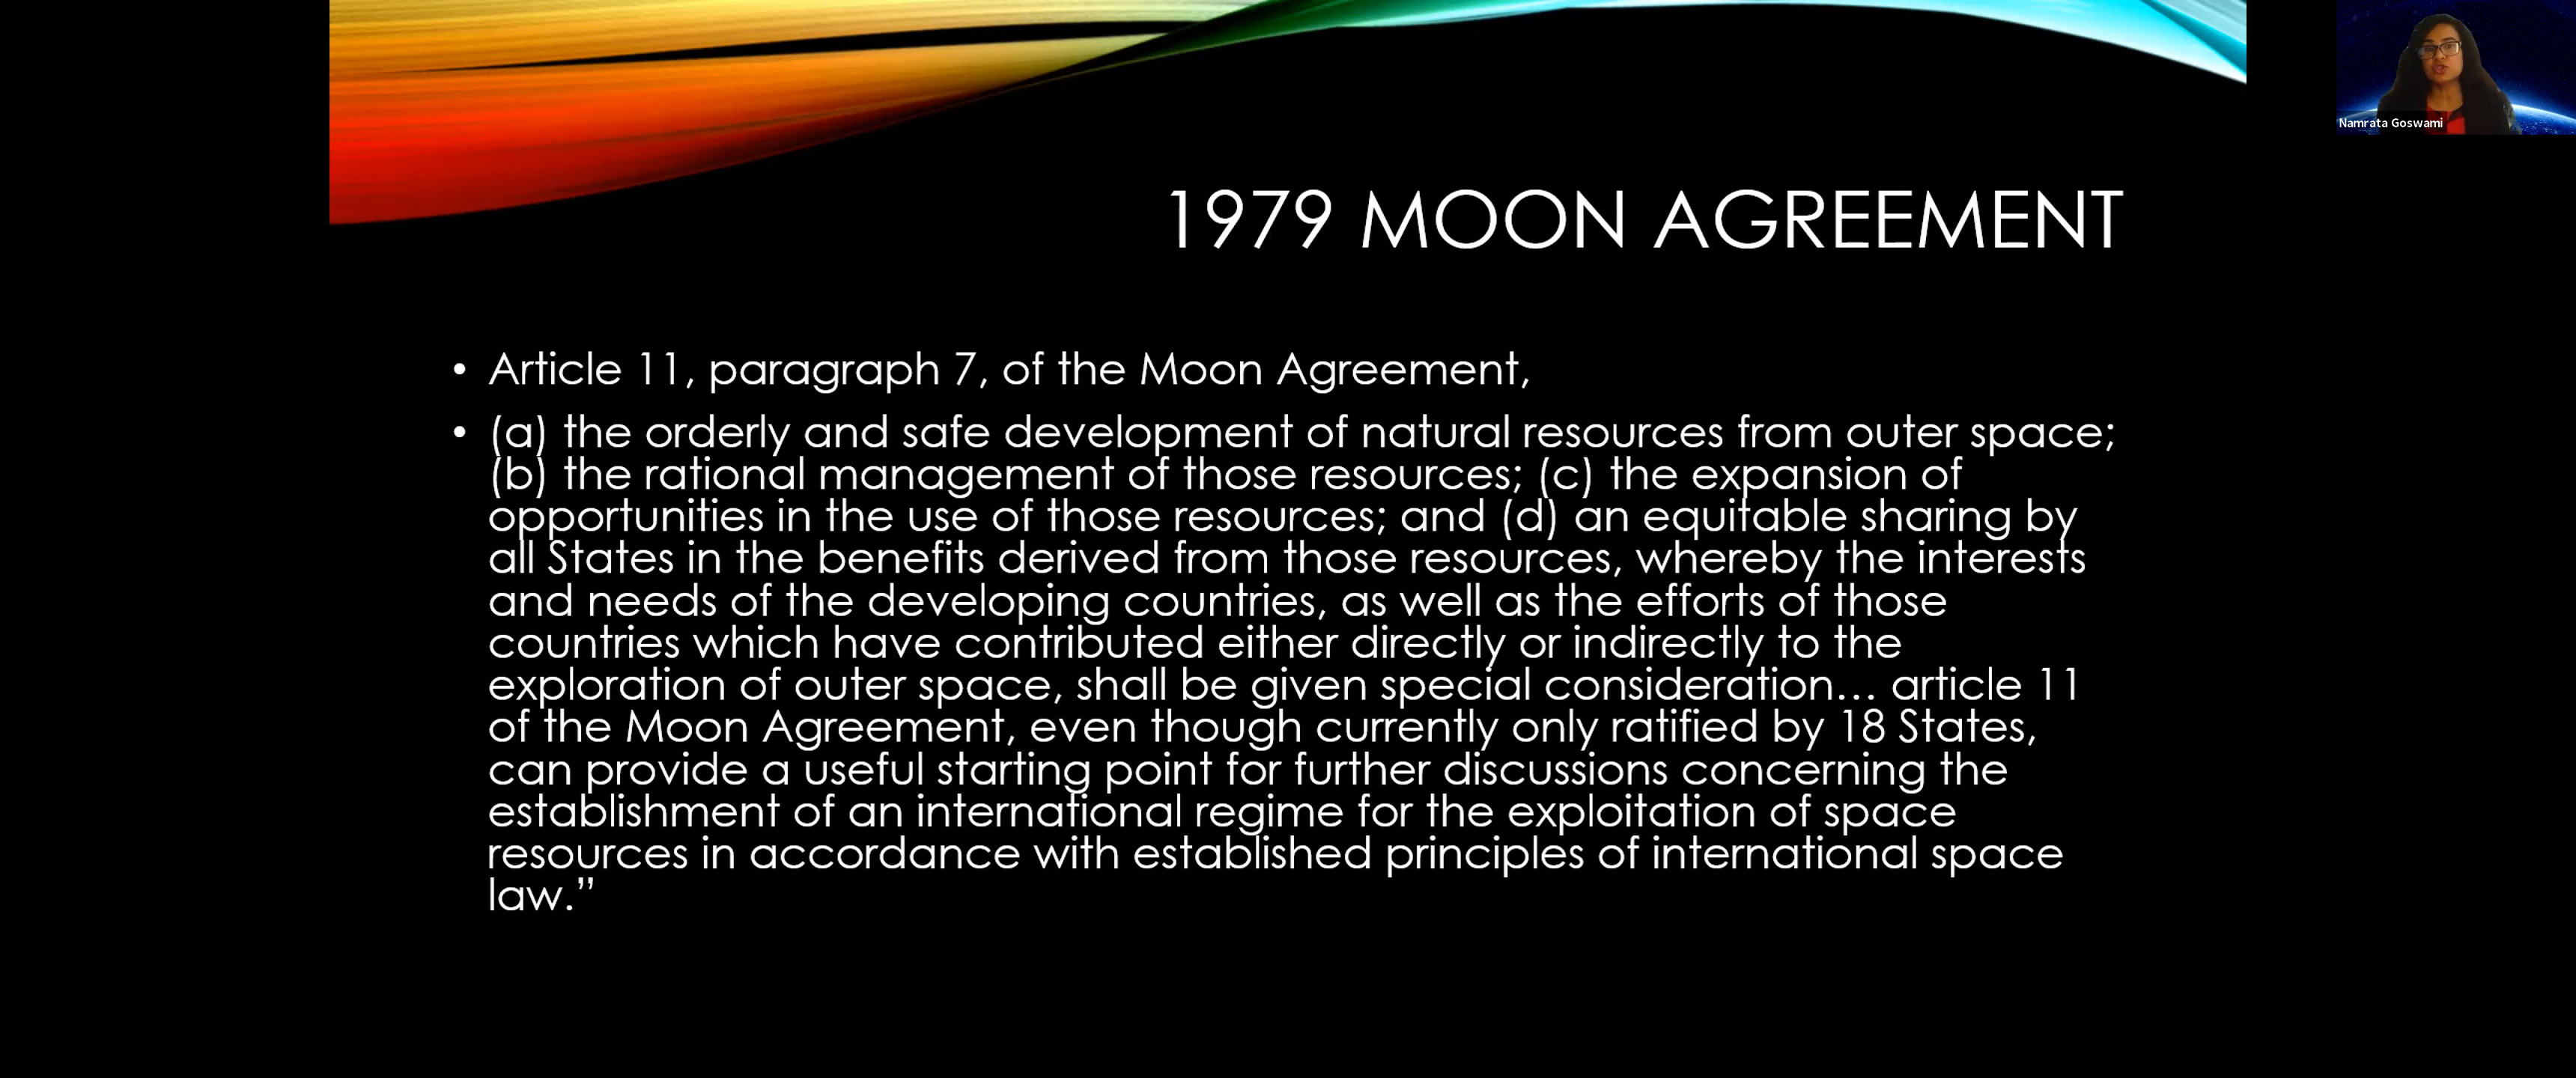 Namrata Goswami
1979 MOON AGREEMENT
• Article 11, paragraph 7, of the Moon Agreement,
• (a) the orderly and safe development of natural resources from outer space;
(b) the rational management of those resources; (c) the expansion of
opportunities in the use of those resources; and (d) an equitable sharing by
all States in the benefits derived from those resources, whereby the interests
and needs of the developing countries, as well as the efforts of those
countries which have contributed either directly or indirectly to the
exploration of outer space, shall be given special consideration... article 11
of the Moon Agreement, even though currently only ratified by 18 States,
can provide a useful starting point for further discussions concerning the
establishment of an international regime for the exploitation of space
resources in accordance with established principles of international space
law.”